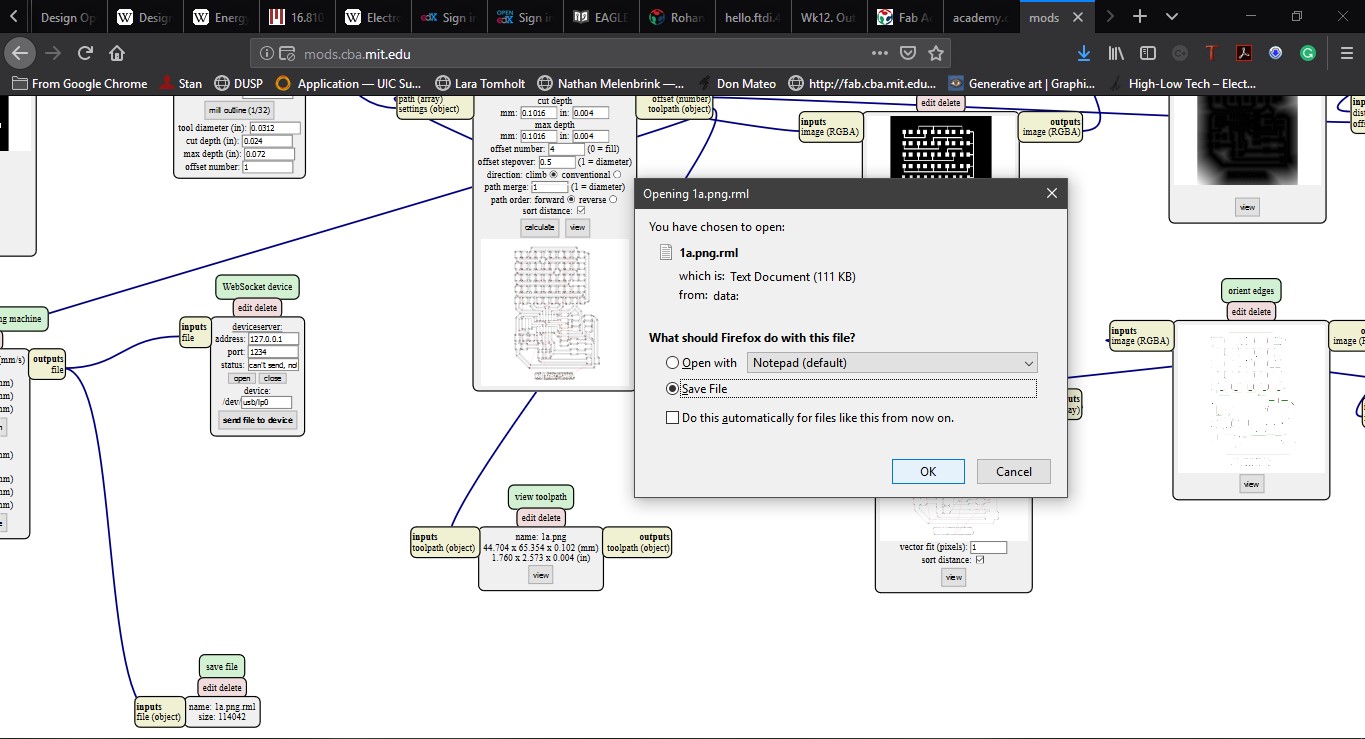 Design Op
Design
Energy
16.810
Electro
Sign in
Sign in
EAGLE
Rohan
hello.ftdi.4
Wk12. Out
Fab Ac
academy.c
mods
mods.cba.mit.edu
From Google Chrome
Stan
DUSP
Application — UIC Su...
Lara Tomholt
Nathan Melenbrink —...
Don Mateo
http://fab.cba.mit.edu...
Generative art | Graphi...
High-Low Tech – Elect...
mill outline (1/32)
tool diameter (in): 0.0312
cut depth (in): 0.024
max depth (in): 0.072
offset number: 1
path (array)
settings (object)
cut depth
mm: 0.1016 in: 0.004
max depth
mm: 0.1016 in: 0.004
offset number: 4 (0 = fill)
offset stepover: 0.5 (1 = diameter)
direction: climb conventional
path merge: 1 (1 = diameter)
path order: forward reverse
sort distance:
calculate view
offset (number)
toolpath (object)
edit delete
inputs
image (RGBA)
outputs
image (RGBA)
view
Opening 1a.png.rml
You have chosen to open:
1a.png.rml
which is: Text Document (111 KB)
from: data:
What should Firefox do with this file?
Open with Notepad (default)
Save File
Do this automatically for files like this from now on.
OK Cancel
WebSocket device
edit delete
inputs
file
deviceserver:
address: 127.0.0.1
port: 1234
status: can't send, not
open close
device:
/dev/ usb/lp0
send file to device
ng machine
(mm/s)
outputs
file
mm)
mm)
mm)
mm)
mm)
mm)
orient edges
edit delete
inputs
image (RGBA)
view
view toolpath
edit delete
inputs
toolpath (object)
name: 1a.png
44.704 x 65.354 x 0.102 (mm)
1.760 x 2.573 x 0.004 (in)
view
outputs
toolpath (object)
vector fit (pixels): 1
sort distance:
view
save file
edit delete
inputs
file (object)
name: 1a.png.rml
size: 114042